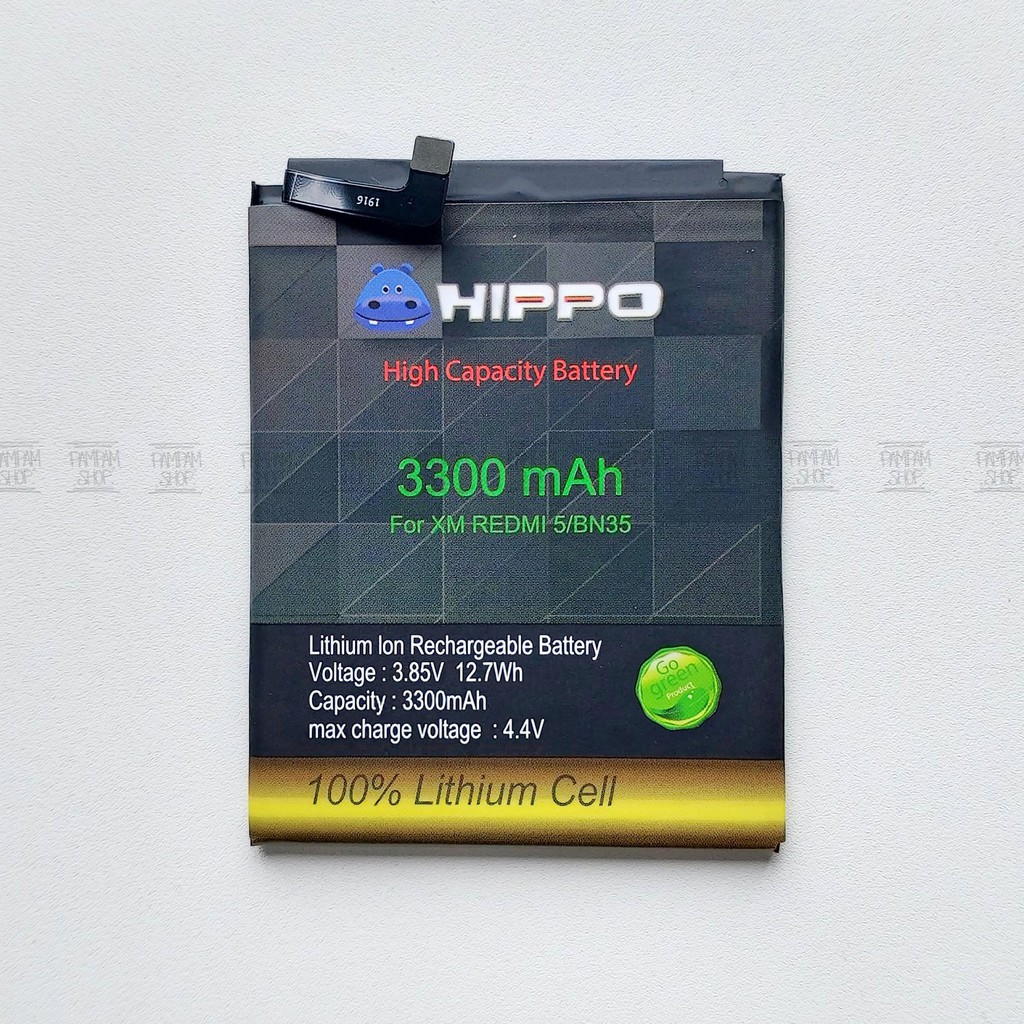 1916
HIPPO
High Capacity Battery
3300 mAh
For XM REDMI 5/BN35
PAMPAM SHOP PAMPAM SHOP PAMPAM SHOP PAMPAM SHOP PAMPAM SHOP PAMPAM SHOP
Lithium Ion Rechargeable Battery
Voltage : 3.85V 12.7Wh
Capacity : 3300mAh
max charge voltage : 4.4V
Go
green
Product
100% Lithium Cell